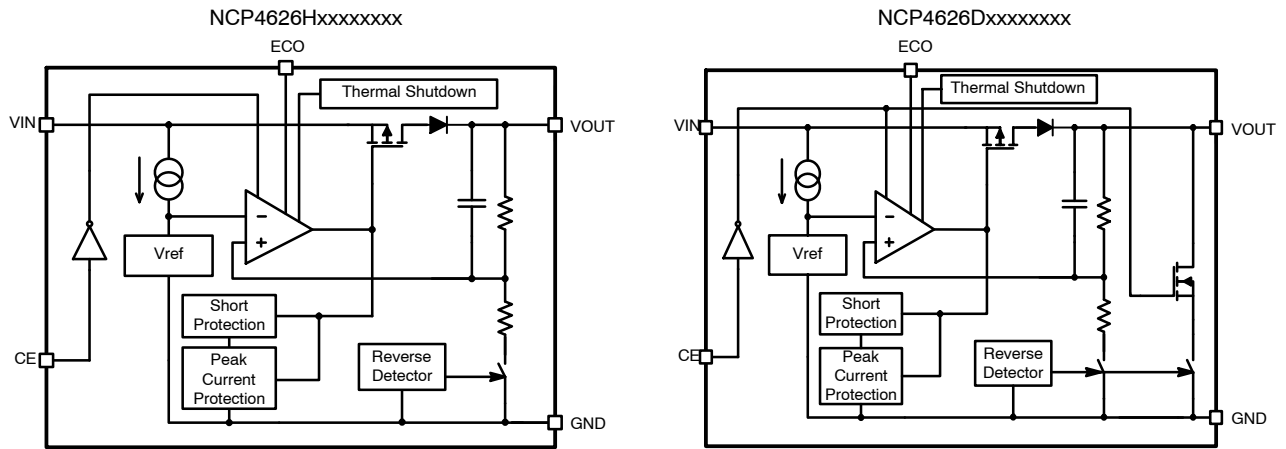 NCP4626Hxxxxxxxx
ECO
Thermal Shutdown
VIN
VOUT
Vref
Short
Protection
CE
Peak
Current
Protection
Reverse
Detector
GND
NCP4626Dxxxxxxxx
ECO
Thermal Shutdown
VIN
VOUT
Vref
Short
Protection
CE
Peak
Current
Protection
Reverse
Detector
GND